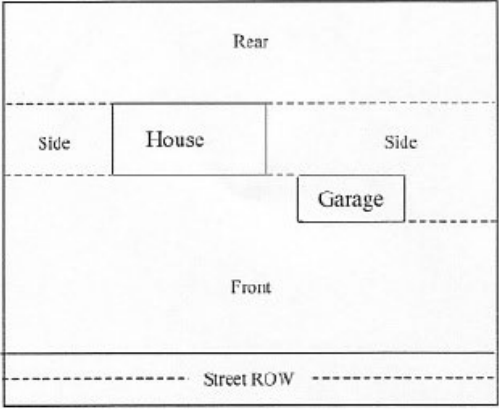 Rear
Side
House
Side
Garage
Front
Street ROW